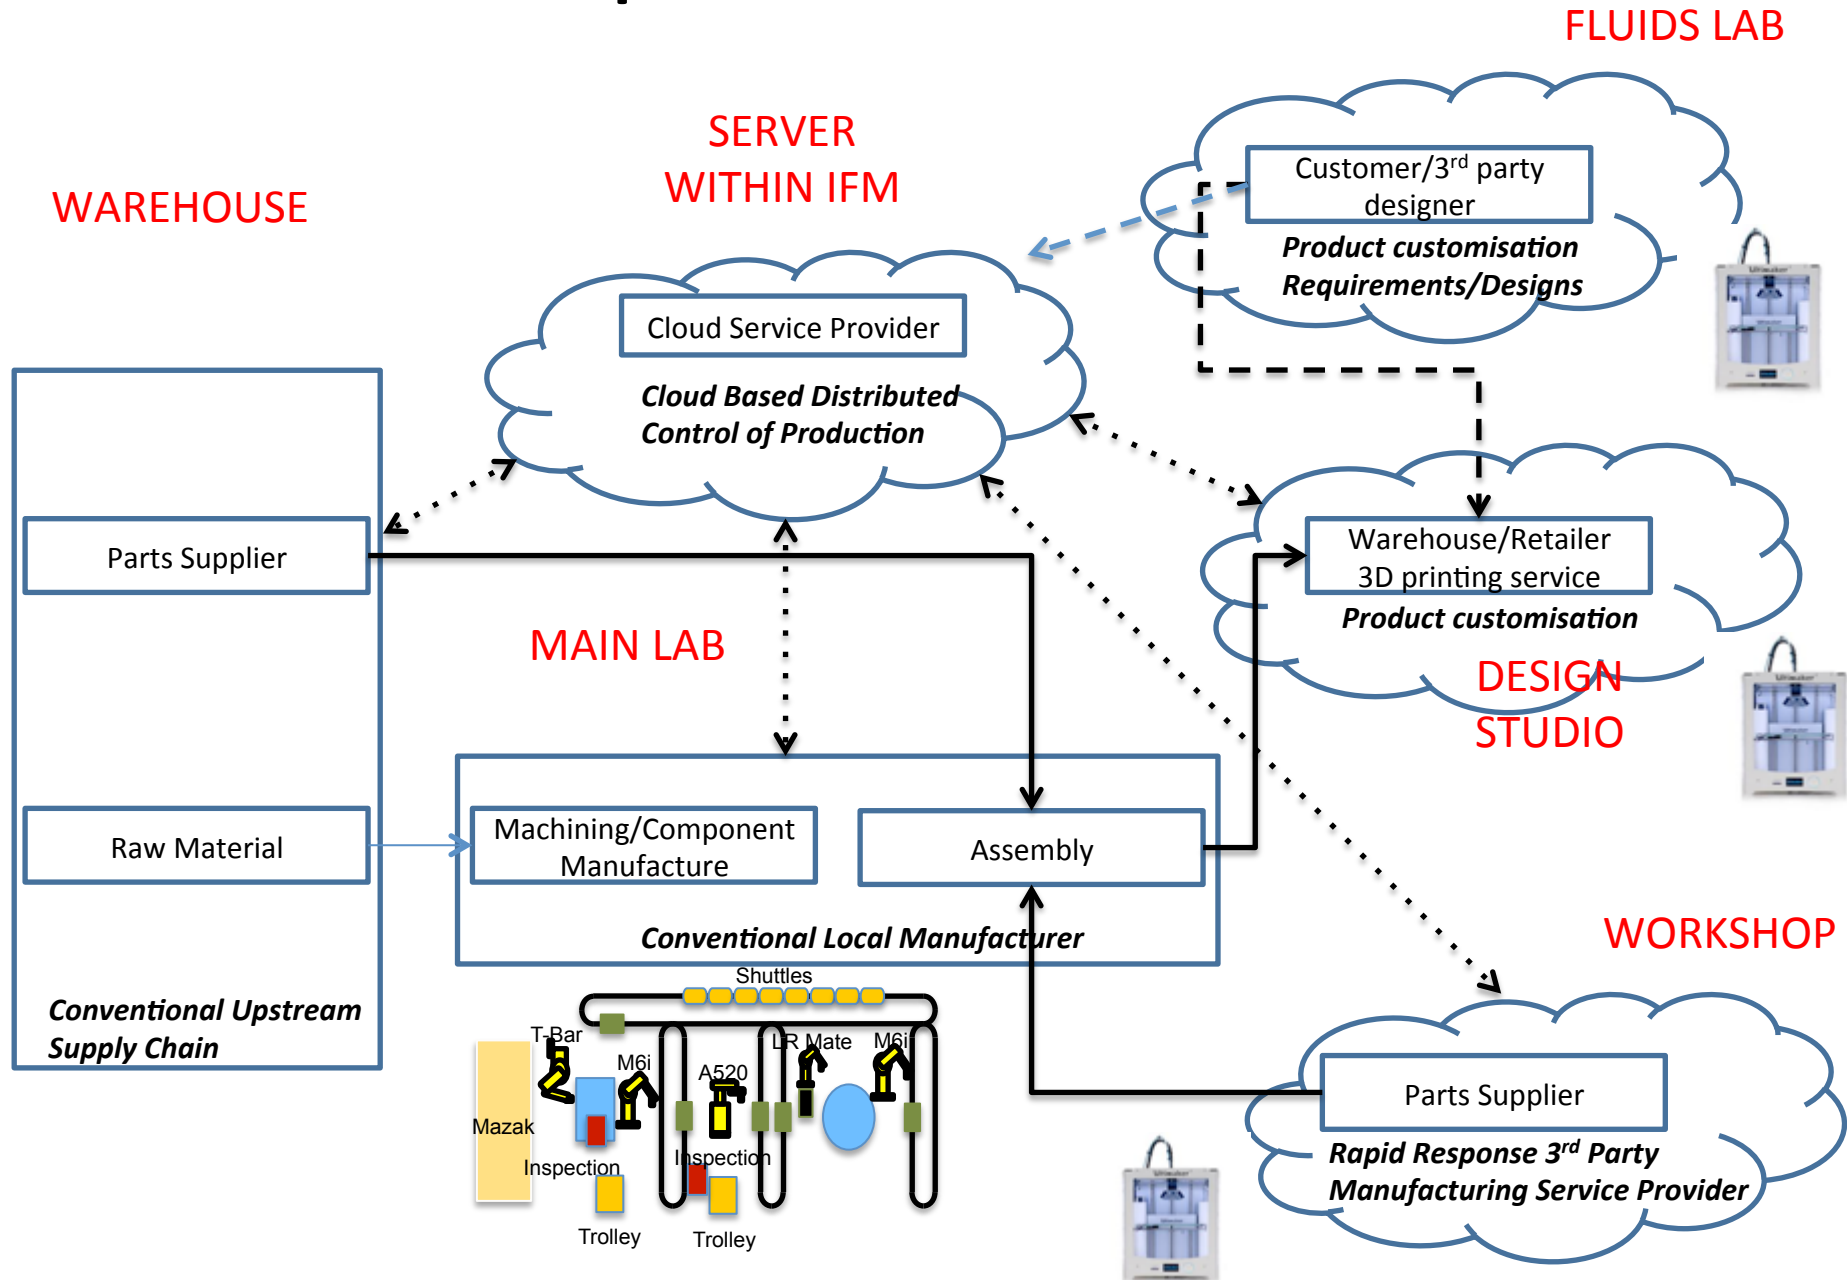 FLUIDS LAB
SERVER
WITHIN IFM
WAREHOUSE
Customer/3rd party
designer
Product customisation
Requirements/Designs
Cloud Service Provider
Cloud Based Distributed
Control of Production
Parts Supplier
Warehouse/Retailer
3D printing service
Product customisation
MAIN LAB
DESIGN
STUDIO
Raw Material
Machining/Component
Manufacture
Assembly
Conventional Local Manufacturer
WORKSHOP
Conventional Upstream
Supply Chain
Shuttles
T-Bar
M6i
A520
LR Mate
M6i
Mazak
Inspection
Inspection
Trolley
Trolley
Parts Supplier
Rapid Response 3rd Party
Manufacturing Service Provider